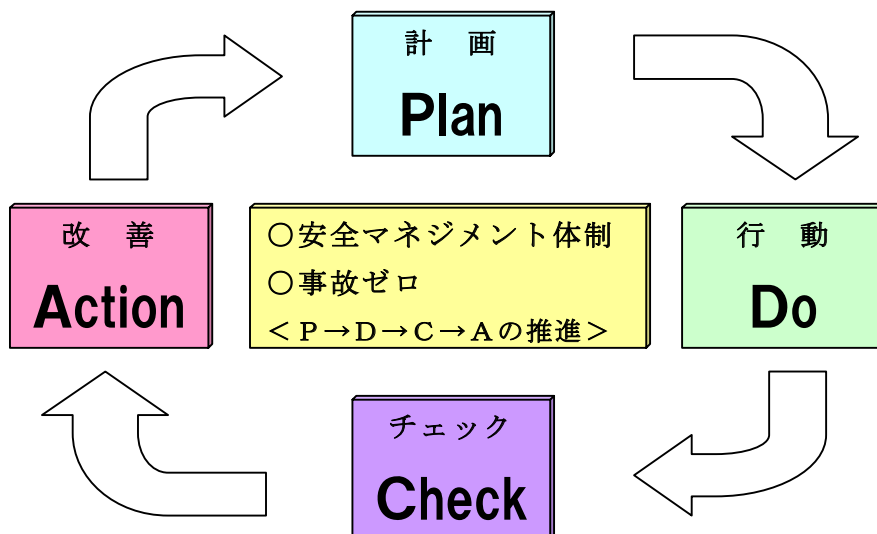 計　画
Plan
改　善
Action
○安全マネジメント体制
○事故ゼロ
＜Ｐ→Ｄ→Ｃ→Ａの推進＞
行　動
Do
チェック
Check